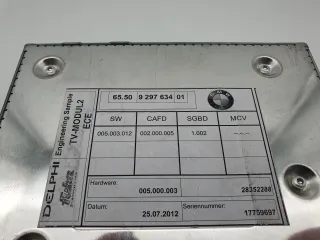 65.50 9 297 634 01
DELPHI
Engineering Sample
TV-MODUL2
ECE
SW CAFD SGBD MCV
005.003.012 002.000.005 1.002 -.-.-
Hardware: 005.000.003 28352288
Datum: 25.07.2012 Seriennummer: 17759697